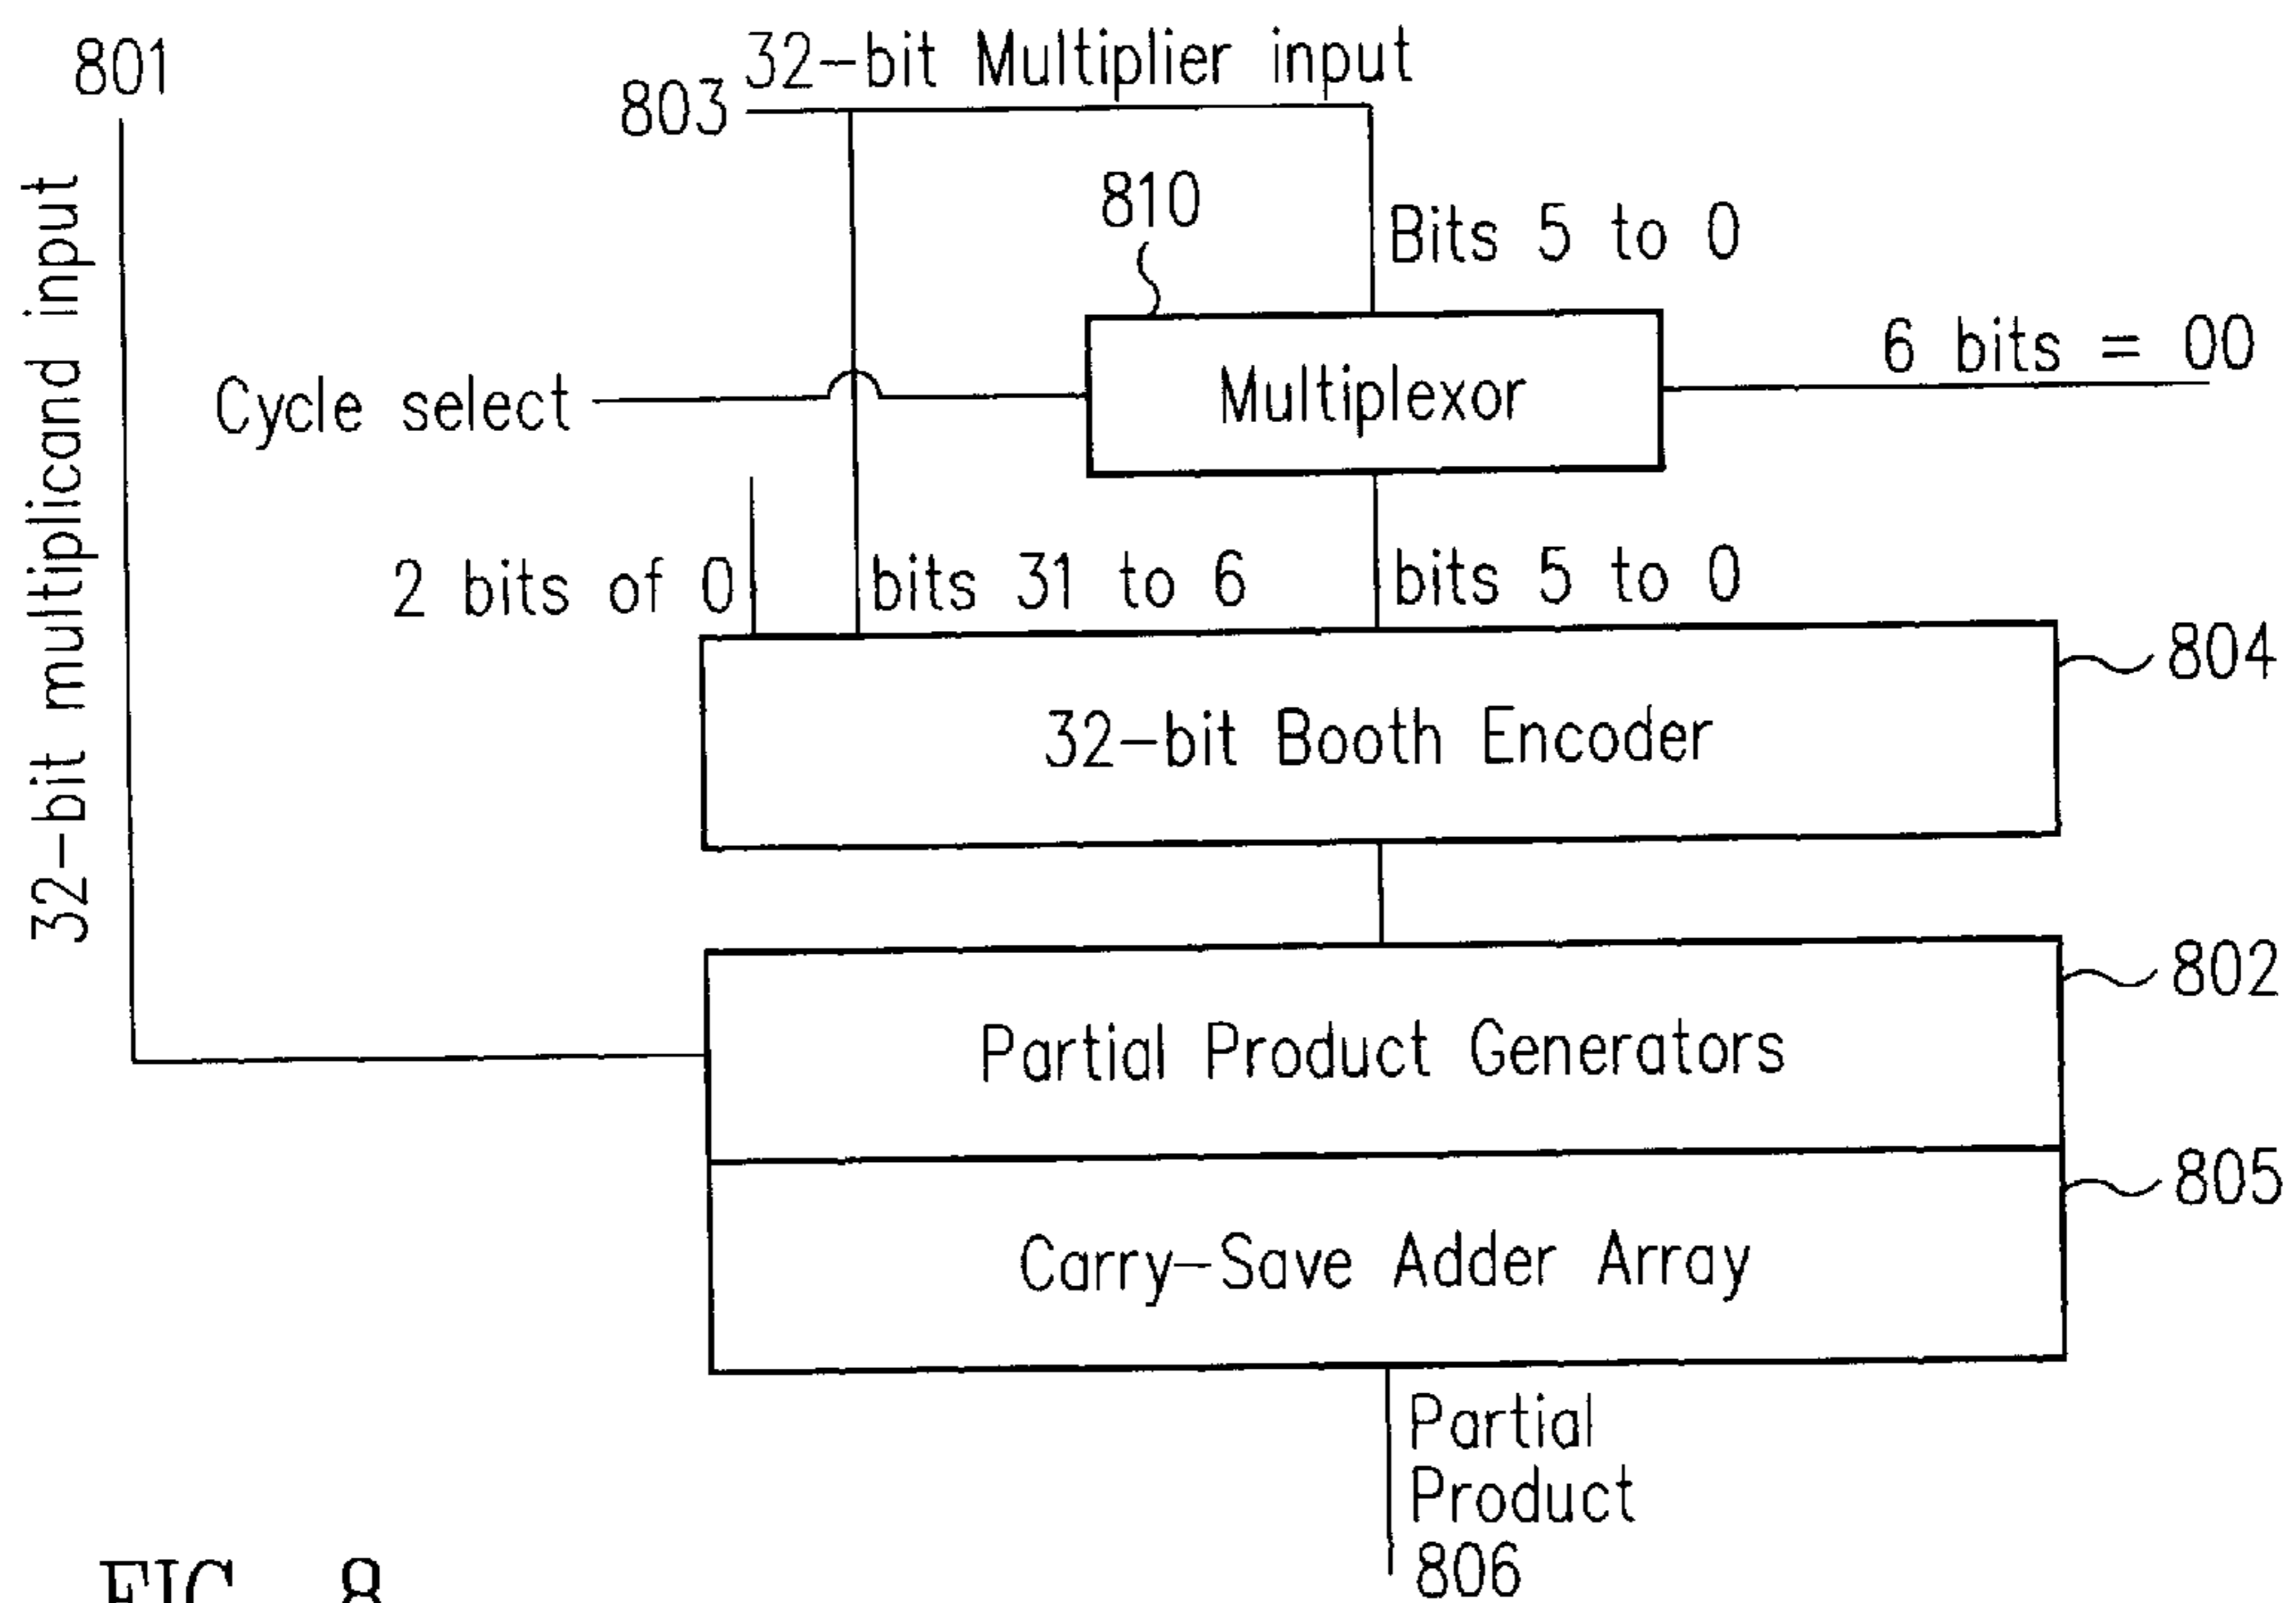 801
32-bit Multiplier input
803
810
Bits 5 to 0
6 bits = 00
Multiplexor
Cycle select
32-bit multiplicand input
2 bits of 0
bits 31 to 6
bits 5 to 0
804
32-bit Booth Encoder
802
Partial Product Generators
805
Carry-Save Adder Array
Partial
Product
806
FIG. 8